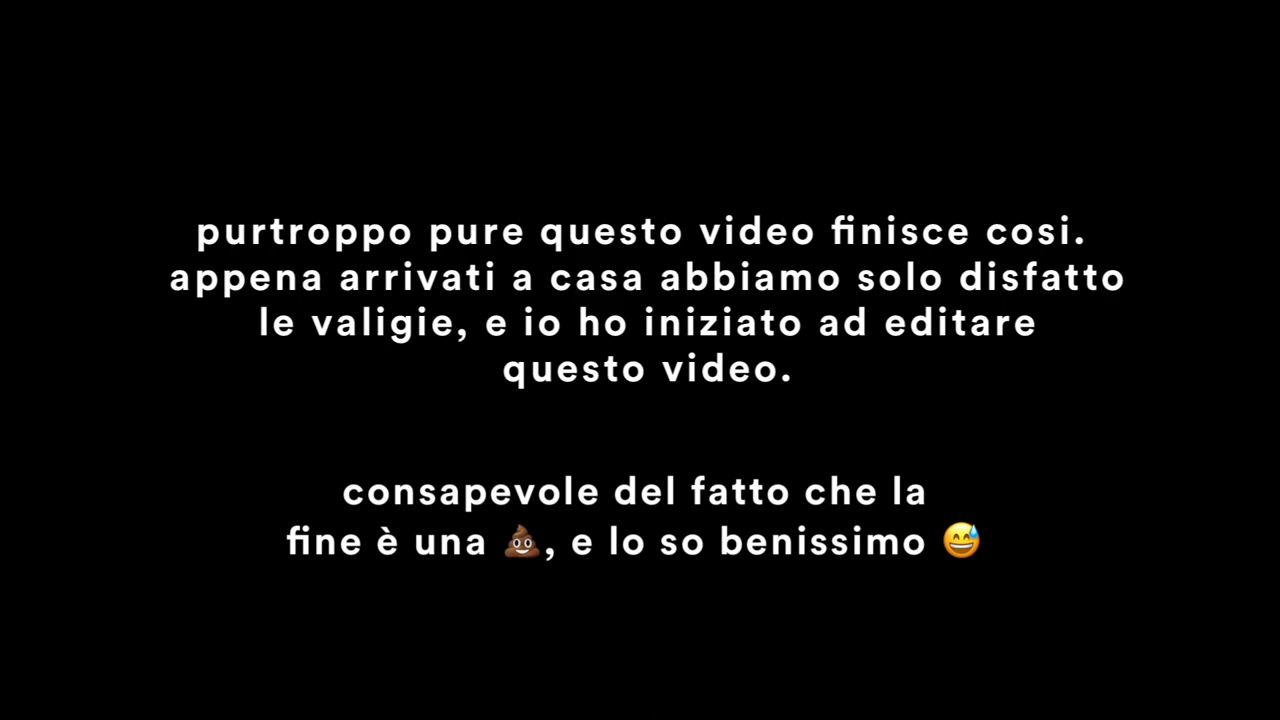 purtroppo pure questo video finisce cosi.
appena arrivati a casa abbiamo solo disfatto
le valigie, e io ho iniziato ad editare
questo video.
consapevole del fatto che la
fine è una 💩, e lo so benissimo 😅